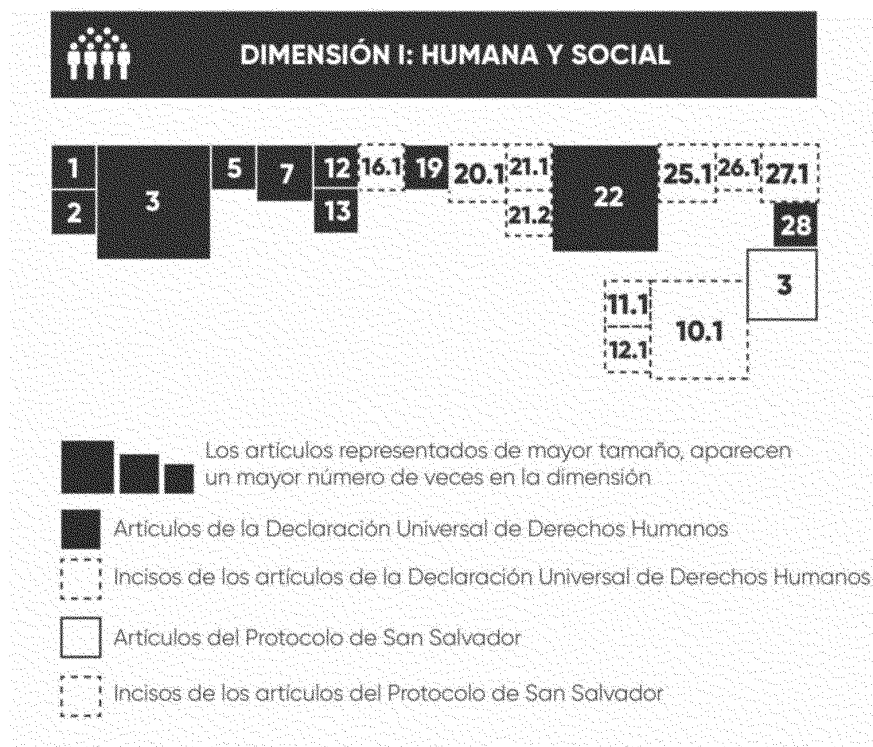 DIMENSIÓN I: HUMANA Y SOCIAL
1 3 5 7 12 16.1 19 20.1 21.1 22 25.1 26.1 27.1
2 13 21.2 28
3
11.1 10.1
12.1
Los artículos representados de mayor tamaño, aparecen
un mayor número de veces en la dimensión
Artículos de la Declaración Universal de Derechos Humanos
Incisos de los artículos de la Declaración Universal de Derechos Humanos
Artículos del Protocolo de San Salvador
Incisos de los artículos del Protocolo de San Salvador